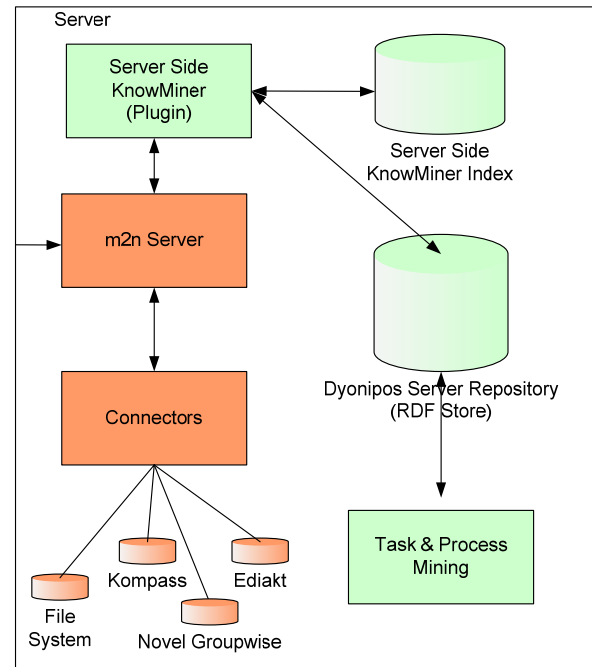 Server
Server Side
KnowMiner
(Plugin)
Server Side
KnowMiner Index
m2n Server
Dyonipos Server Repository
(RDF Store)
Connectors
Task & Process
Mining
Kompass
Ediakt
File
System
Novel Groupwise